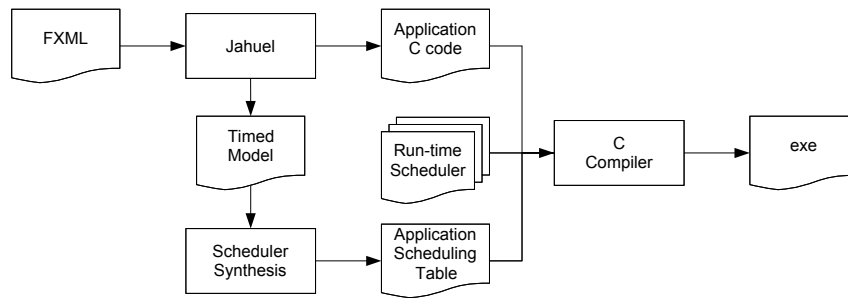 FXML
Jahuel
Application
C code
Timed
Model
Run-time
Scheduler
C
Compiler
exe
Scheduler
Synthesis
Application
Scheduling
Table